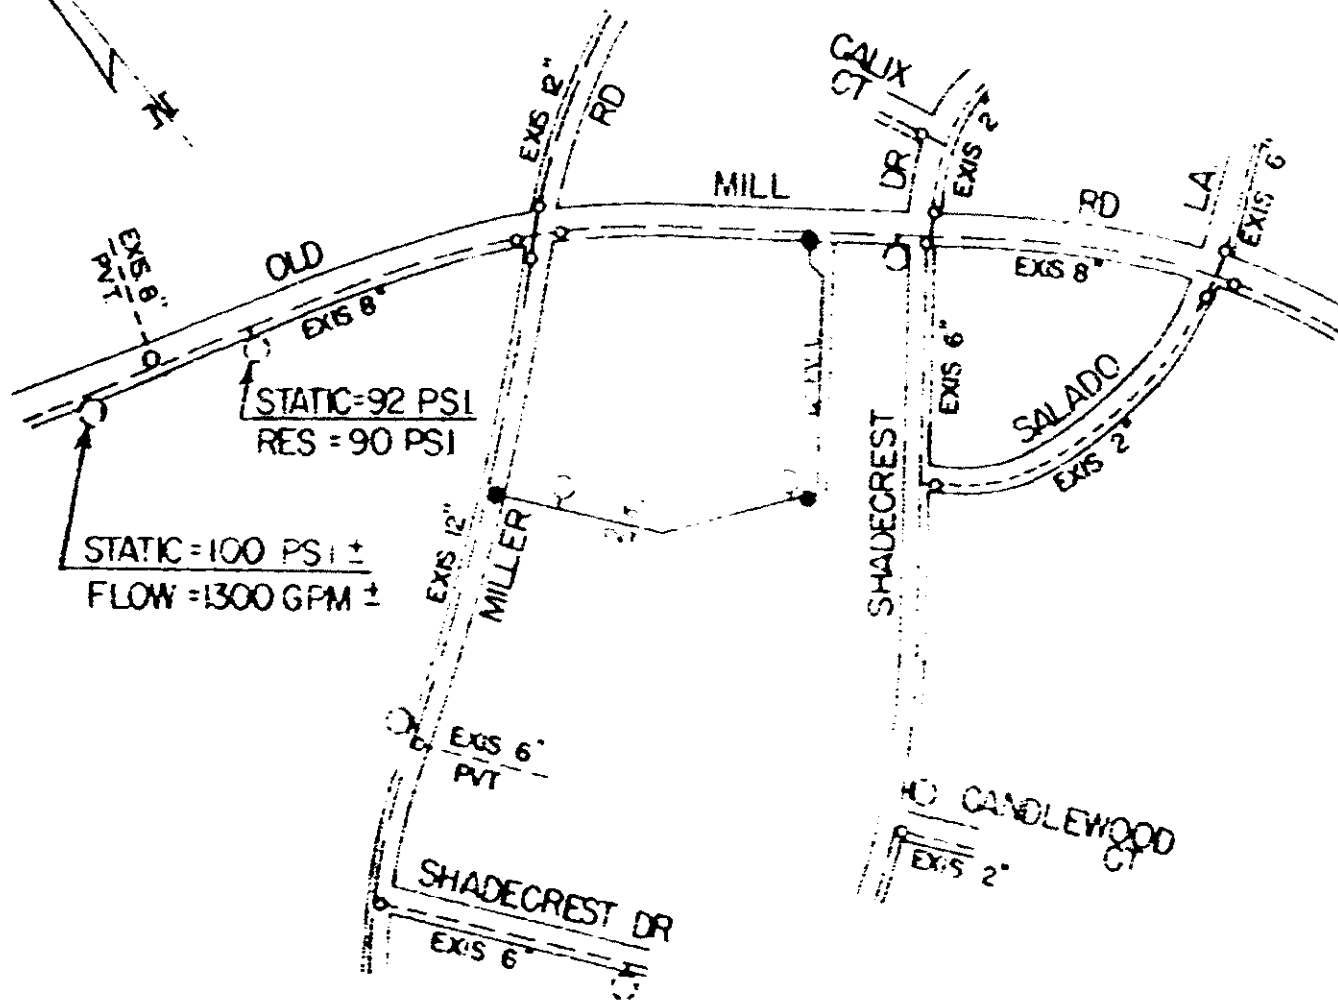 N
EXIS 12"
RD
CALIX
CT
DR
EXIS 2"
MILL
RD
LA
EXIS 6"
EXIS 8"
PVT
OLD
EXIS 8"
EXIS 8"
STATIC=92 PSI
RES = 90 PSI
EXIS 6"
SALADO
EXIS 2"
SHADECREST
STATIC = 100 PSI ±
FLOW = 1300 GPM ±
EXIS 12"
MILLER
EXIS 6"
PVT
CANDLEWOOD
CT
EXIS 2"
SHADECREST DR
EXIS 6"